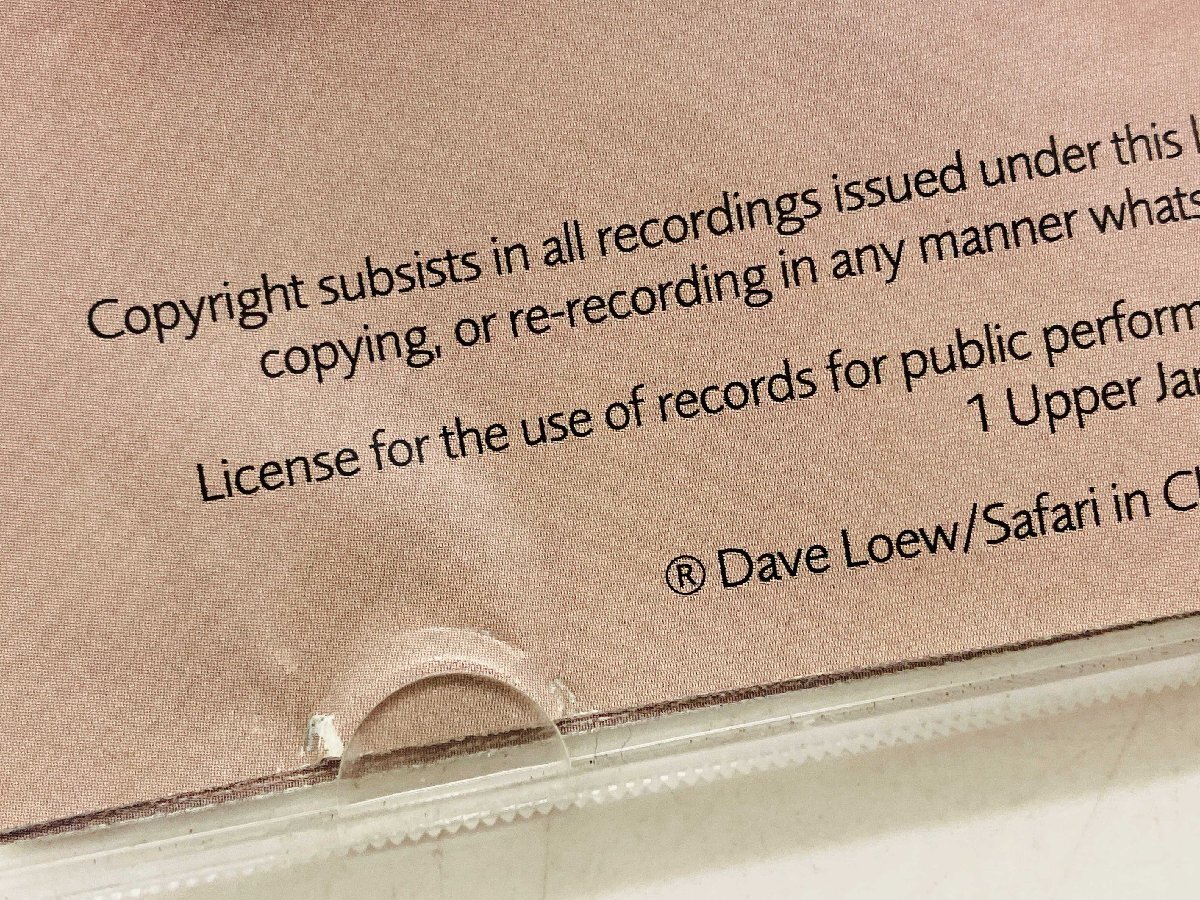 Copyright subsists in all recordings issued under this
copying, or re-recording in any manner whats
License for the use of records for public perform
1 Upper Jar
® Dave Loew/Safari in C